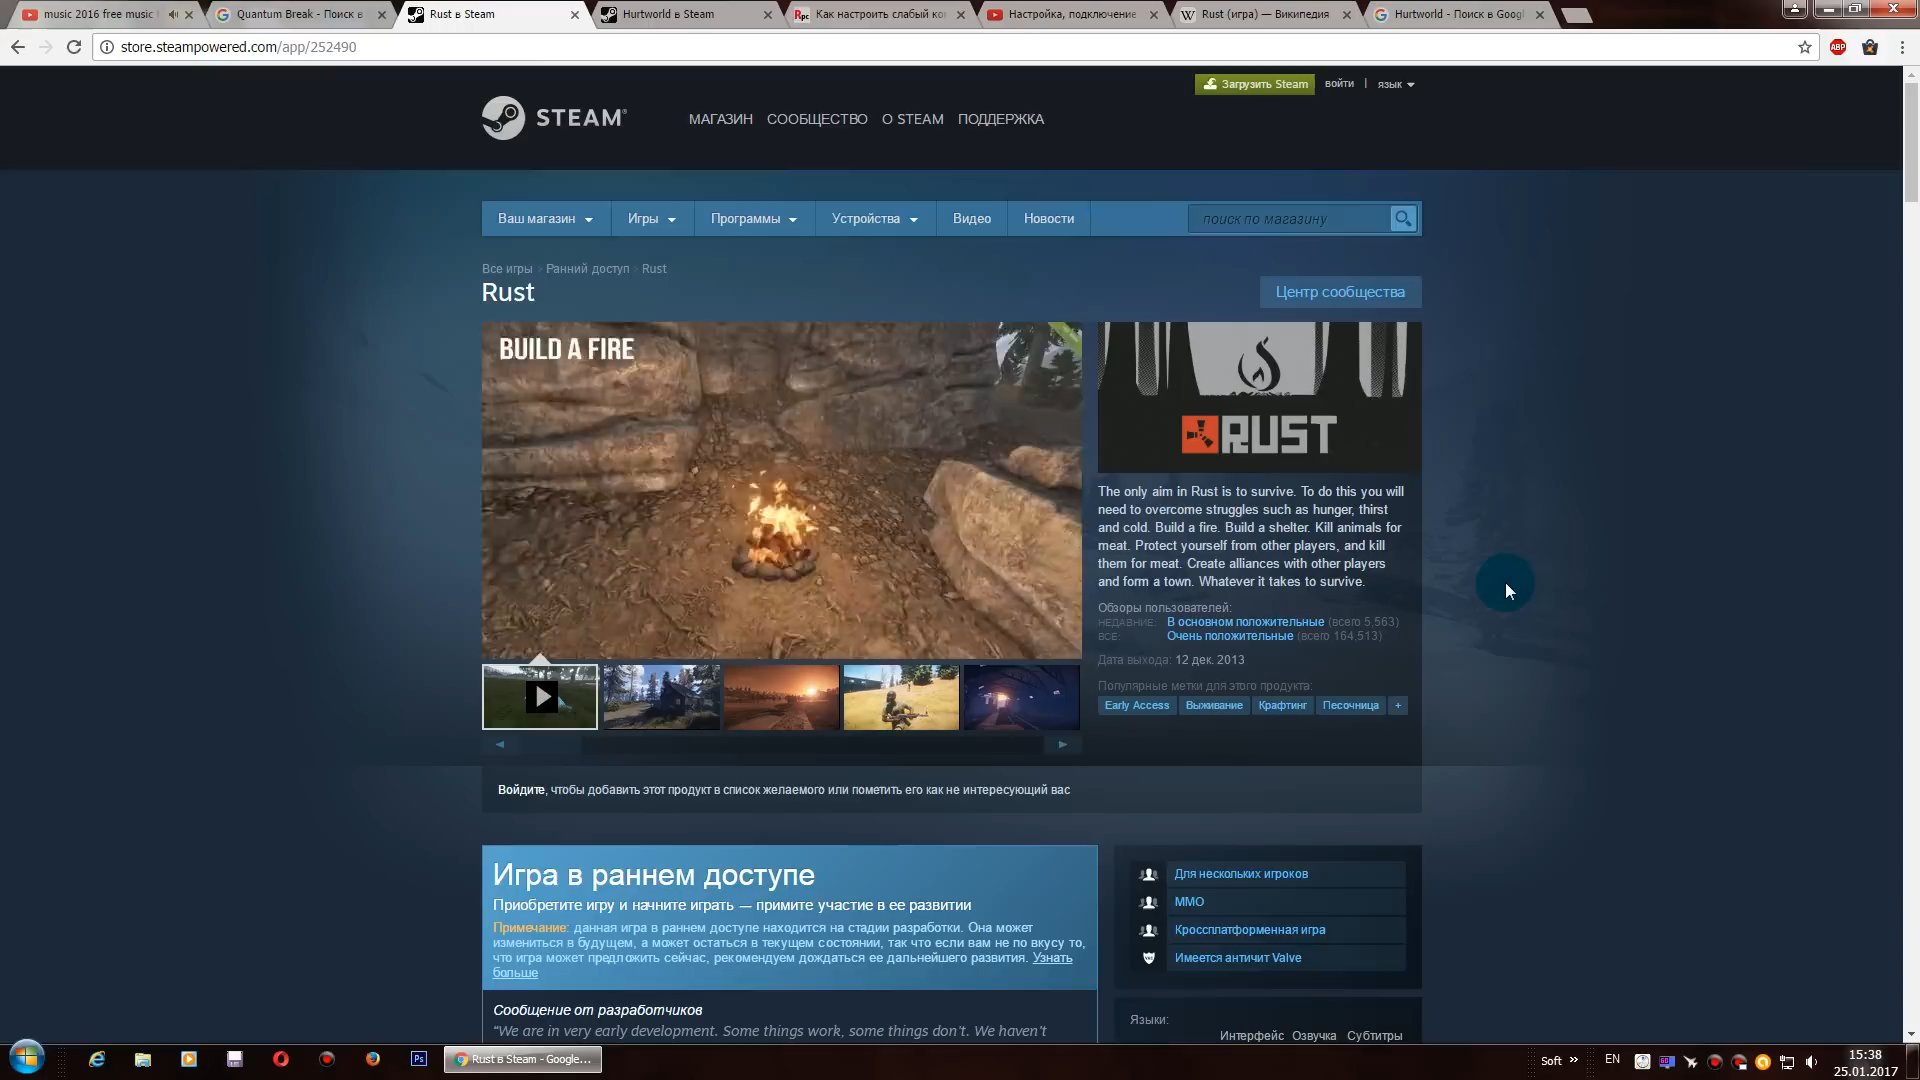 music 2016 free music
Quantum Break - Поиск в
Rust в Steam
Hurtworld в Steam
Rpc
Как настроить слабый ко
Настройка, подключение
W
Rust (игра) — Википедия
Hurtworld - Поиск в Googl
store.steampowered.com/app/252490
ABP
Загрузить Steam
войти | язык
STEAM®
МАГАЗИН СООБЩЕСТВО О STEAM ПОДДЕРЖКА
Ваш магазин Игры Программы Устройства Видео Новости поиск по магазину
Все игры > Ранний доступ > Rust
Rust
Центр сообщества
BUILD A FIRE
RUST
The only aim in Rust is to survive. To do this you will
need to overcome struggles such as hunger, thirst
and cold. Build a fire. Build a shelter. Kill animals for
meat. Protect yourself from other players, and kill
them for meat. Create alliances with other players
and form a town. Whatever it takes to survive.
Обзоры пользователей:
НЕДАВНИЕ: В основном положительные (всего 5,563)
ВСЕ: Очень положительные (всего 164,513)
Дата выхода: 12 дек. 2013
Популярные метки для этого продукта:
Early Access Выживание Крафтинг Песочница +
Войдите, чтобы добавить этот продукт в список желаемого или пометить его как не интересующий вас
Игра в раннем доступе
Приобретите игру и начните играть — примите участие в ее развитии
Примечание: данная игра в раннем доступе находится на стадии разработки. Она может
измениться в будущем, а может остаться в текущем состоянии, так что если вам не по вкусу то,
что игра может предложить сейчас, рекомендуем дождаться ее дальнейшего развития. Узнать
больше
Сообщение от разработчиков
“We are in very early development. Some things work, some things don't. We haven't
Для нескольких игроков
MMO
Кроссплатформенная игра
Имеется античит Valve
Языки:
Интерфейс Озвучка Субтитры
Ps
Rust в Steam - Google...
Soft »
EN
15:38
25.01.2017